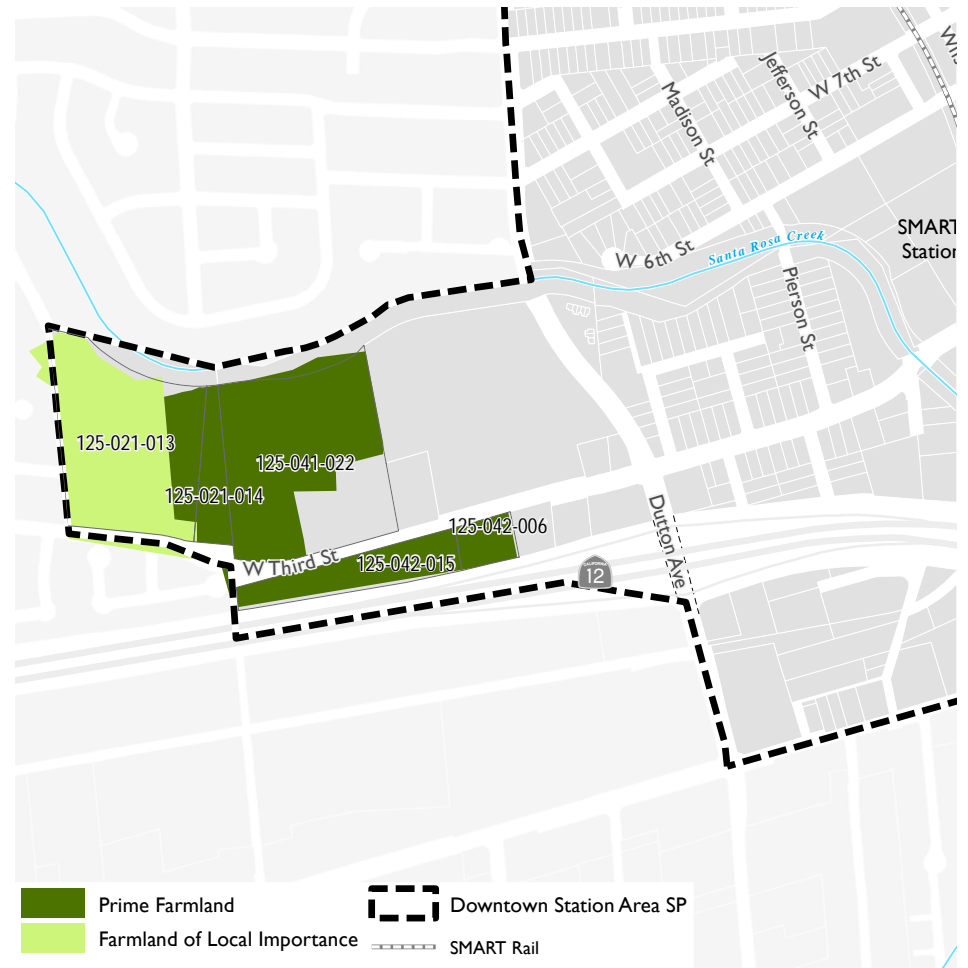 W 7th St
Jefferson St
Madison St
SMART
Station
Santa Rosa Creek
W 6th St
Pierson St
125-021-013
125-041-022
125-021-014
125-042-006
W Third St
125-042-015
Dutton Ave
CALIFORNIA
12
Prime Farmland
Farmland of Local Importance
Downtown Station Area SP
SMART Rail